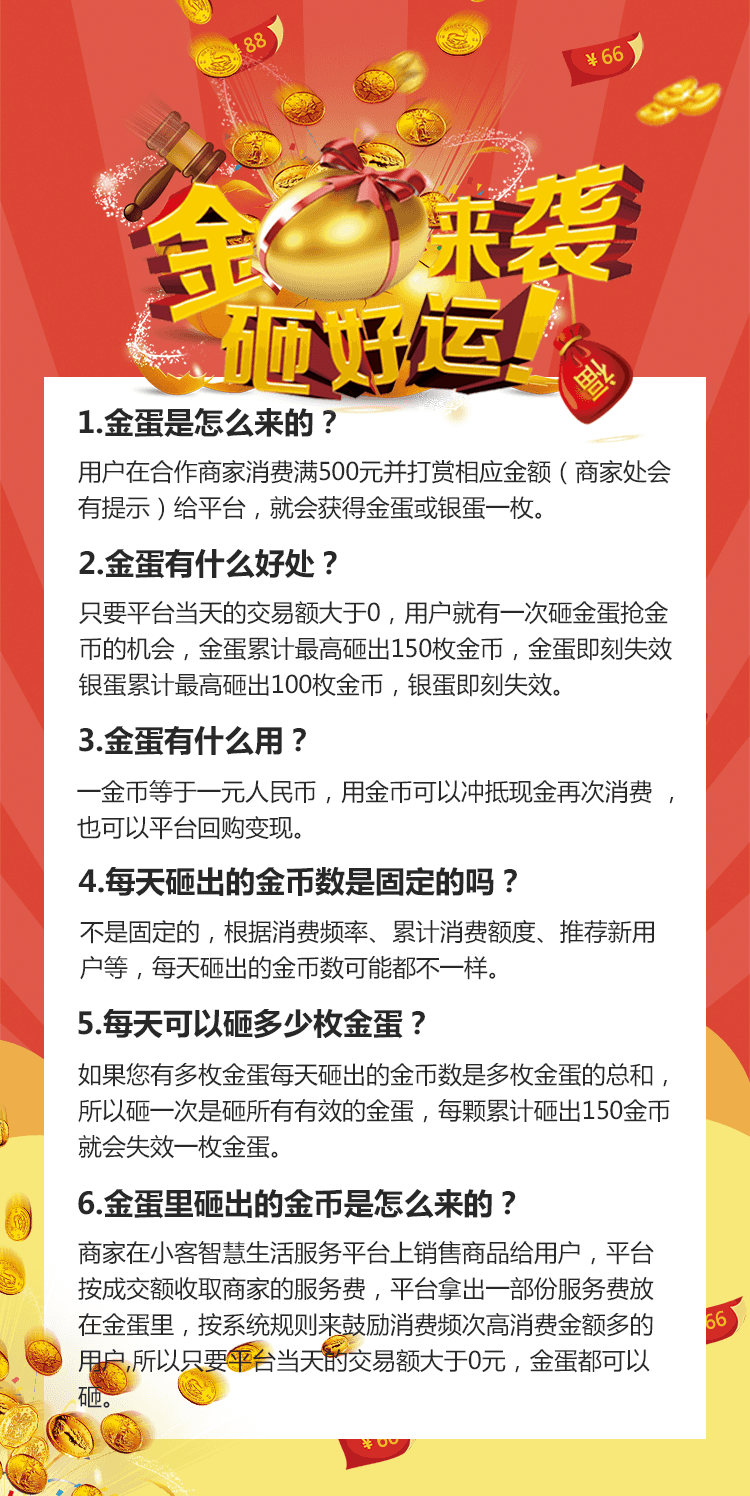 ¥88
¥66
金 来袭
砸好运!
福
1.金蛋是怎么来的？
用户在合作商家消费满500元并打赏相应金额（商家处会
有提示）给平台，就会获得金蛋或银蛋一枚。
2.金蛋有什么好处？
只要平台当天的交易额大于0，用户就有一次砸金蛋抢金
币的机会，金蛋累计最高砸出150枚金币，金蛋即刻失效
银蛋累计最高砸出100枚金币，银蛋即刻失效。
3.金蛋有什么用？
一金币等于一元人民币，用金币可以冲抵现金再次消费 ，
也可以平台回购变现。
4.每天砸出的金币数是固定的吗？
不是固定的，根据消费频率、累计消费额度、推荐新用
户等，每天砸出的金币数可能都不一样。
5.每天可以砸多少枚金蛋？
如果您有多枚金蛋每天砸出的金币数是多枚金蛋的总和，
所以砸一次是砸所有有效的金蛋，每颗累计砸出150金币
就会失效一枚金蛋。
6.金蛋里砸出的金币是怎么来的？
商家在小客智慧生活服务平台上销售商品给用户，平台
按成交额收取商家的服务费，平台拿出一部份服务费放
在金蛋里，按系统规则来鼓励消费频次高消费金额多的
用户,所以只要平台当天的交易额大于0元，金蛋都可以
砸。
66
¥66